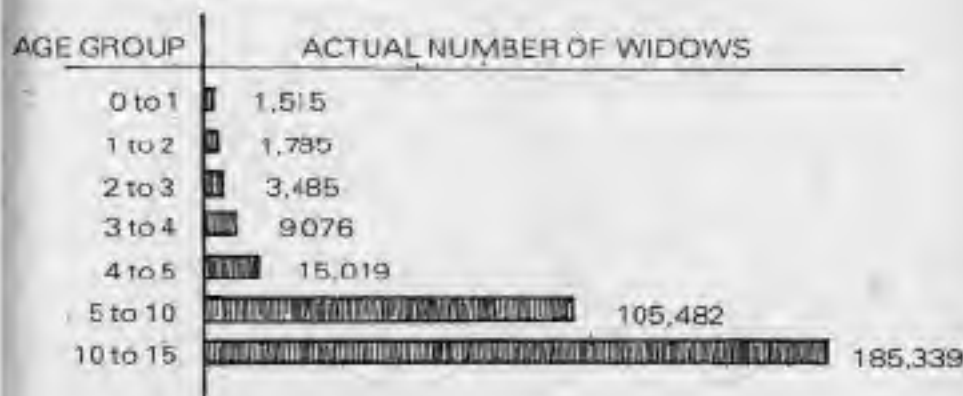 AGE GROUP ACTUAL NUMBER OF WIDOWS
0 to 1 1,515
1 to 2 1,785
2 to 3 3,485
3 to 4 9076
4 to 5 15,019
5 to 10 105,482
10 to 15 185,339